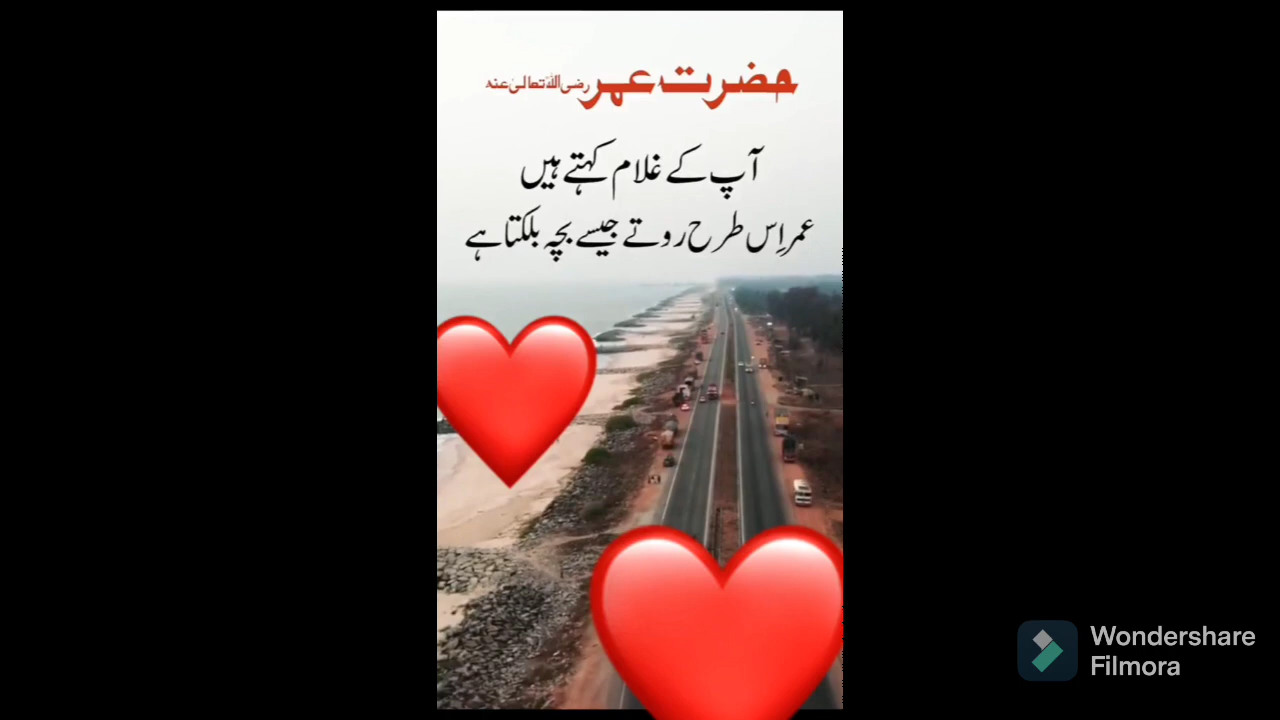 حضرت عمر رضی اللہ تعالیٰ عنہ
آپ کے غلام کہتے ہیں
عمر اِس طرح روتے جیسے بچہ بلکتا ہے
Wondershare
Filmora